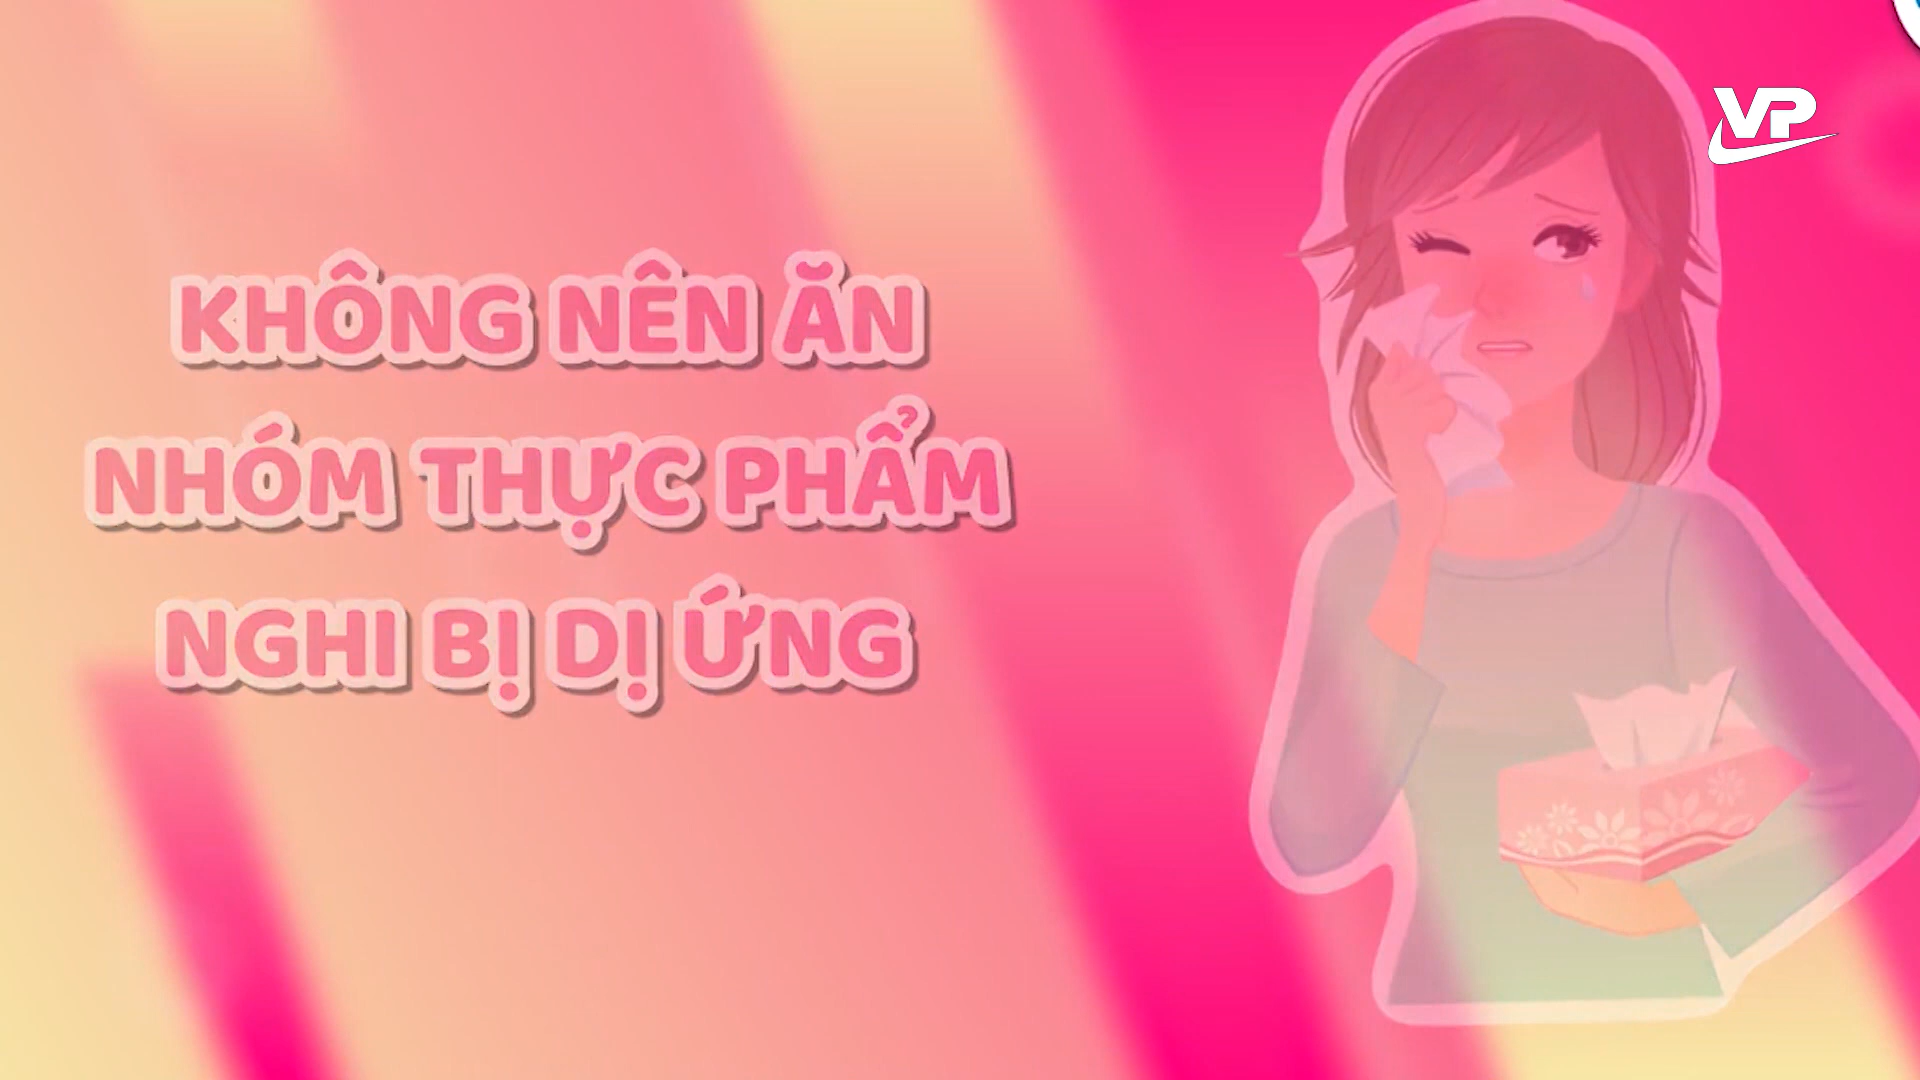 VP
KHÔNG NÊN ĂN
NHÓM THỰC PHẨM
NGHI BỊ DỊ ỨNG